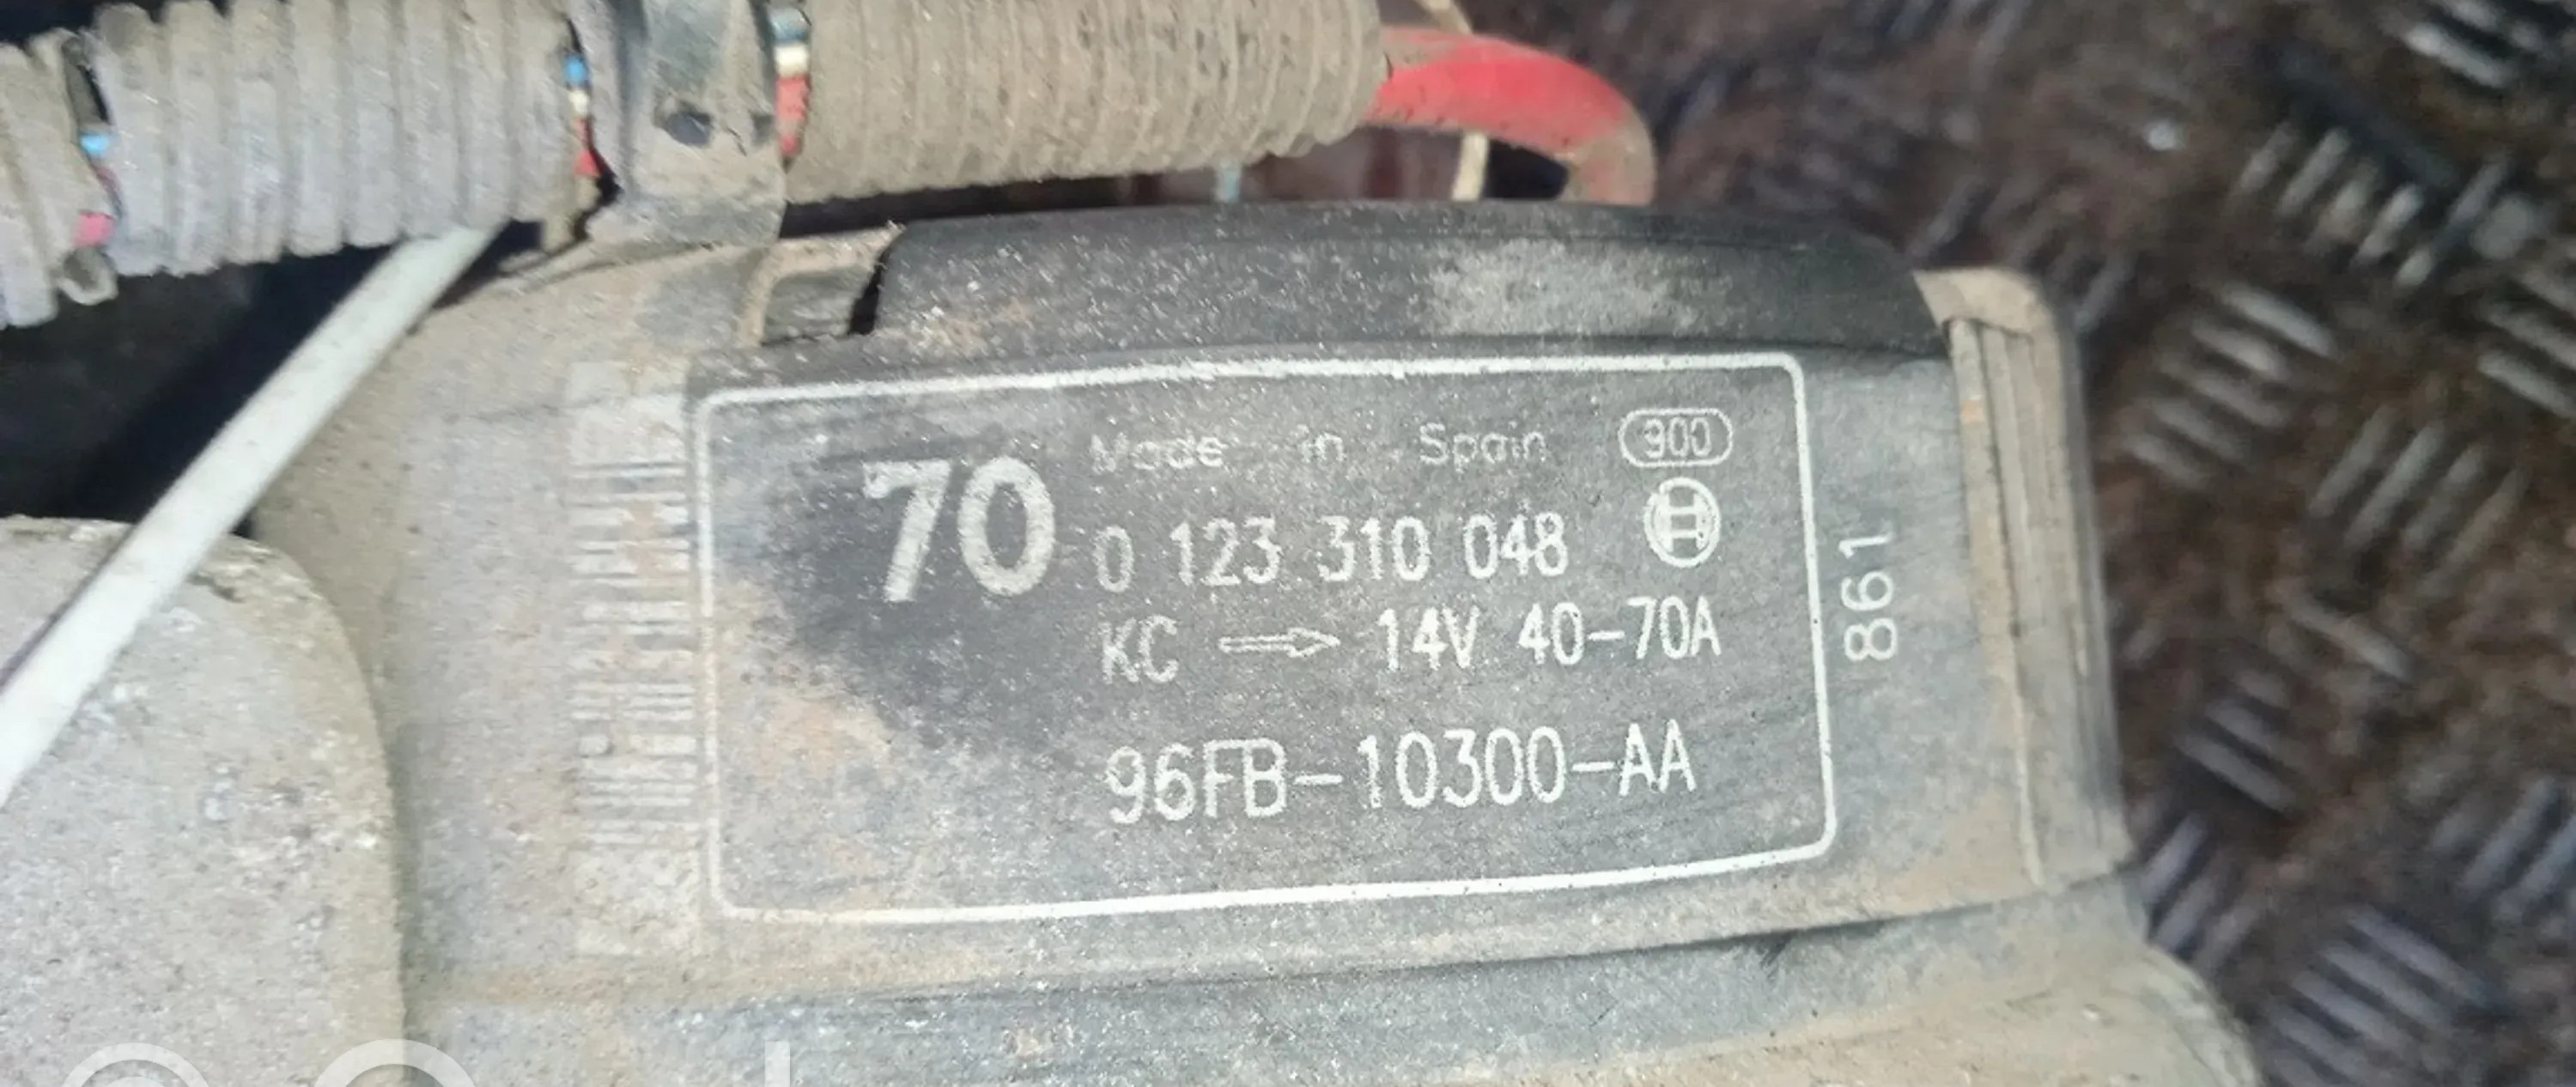 Made in Spain 900
70
0 123 310 048
KC → 14V 40-70A
96FB-10300-AA
861